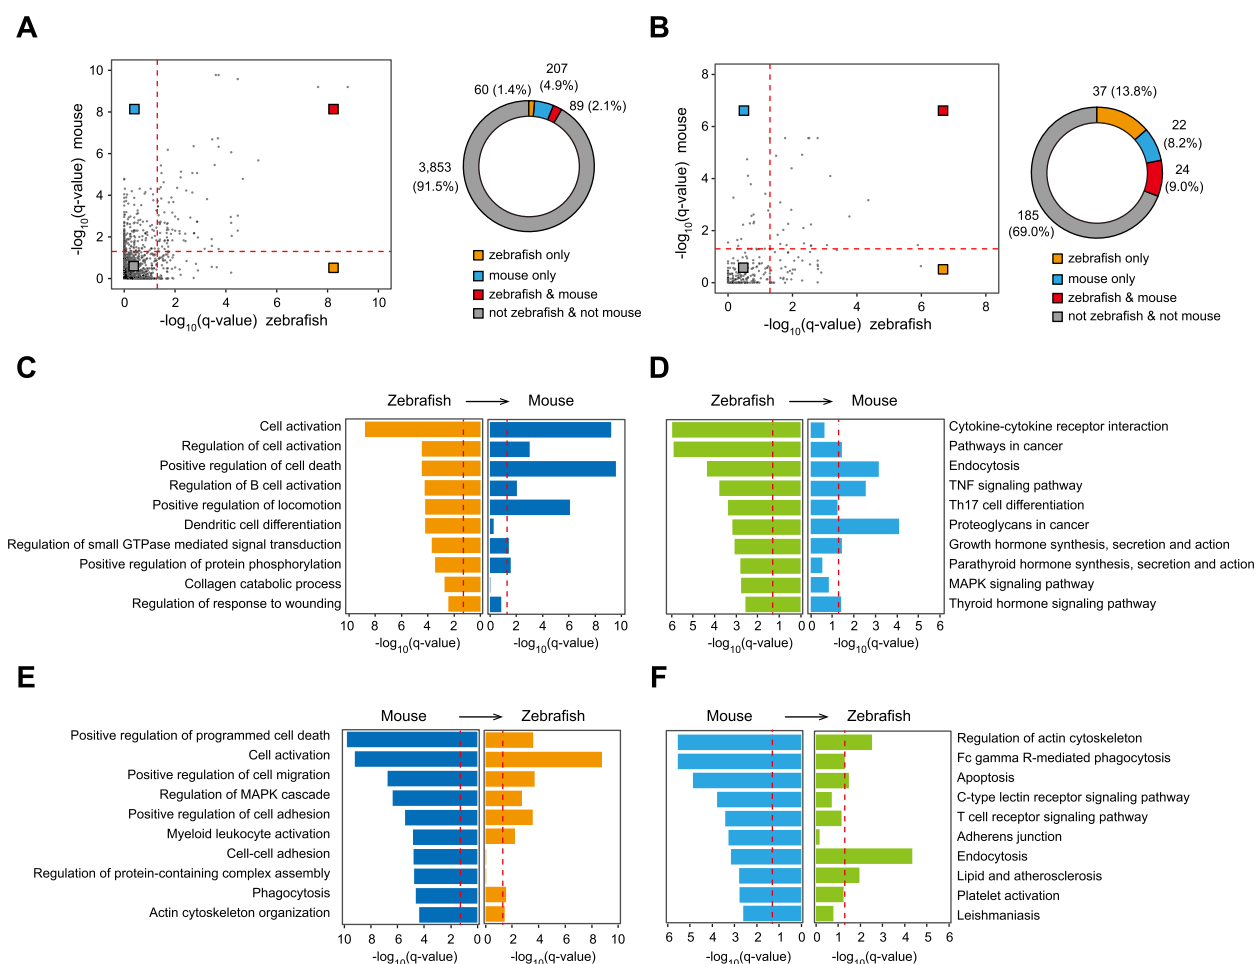 A
-log10(q-value) mouse
10
8
6
4
2
0
0
2
4
6
8
10
-log10(q-value) zebrafish
207
(4.9%)
60 (1.4%)
89 (2.1%)
3,853
(91.5%)
zebrafish only
mouse only
zebrafish & mouse
not zebrafish & not mouse
B
-log10(q-value) mouse
8
6
4
2
0
0
2
4
6
8
-log10(q-value) zebrafish
37 (13.8%)
22
(8.2%)
24
(9.0%)
185
(69.0%)
zebrafish only
mouse only
zebrafish & mouse
not zebrafish & not mouse
C
Zebrafish
Mouse
Cell activation
Regulation of cell activation
Positive regulation of cell death
Regulation of B cell activation
Positive regulation of locomotion
Dendritic cell differentiation
Regulation of small GTPase mediated signal transduction
Positive regulation of protein phosphorylation
Collagen catabolic process
Regulation of response to wounding
10 8 6 4 2 0
0 2 4 6 8 10
-log10(q-value)
-log10(q-value)
D
Zebrafish
Mouse
Cytokine-cytokine receptor interaction
Pathways in cancer
Endocytosis
TNF signaling pathway
Th17 cell differentiation
Proteoglycans in cancer
Growth hormone synthesis, secretion and action
Parathyroid hormone synthesis, secretion and action
MAPK signaling pathway
Thyroid hormone signaling pathway
6 5 4 3 2 1 0
0 1 2 3 4 5 6
-log10(q-value)
-log10(q-value)
E
Mouse
Zebrafish
Positive regulation of programmed cell death
Cell activation
Positive regulation of cell migration
Regulation of MAPK cascade
Positive regulation of cell adhesion
Myeloid leukocyte activation
Cell-cell adhesion
Regulation of protein-containing complex assembly
Phagocytosis
Actin cytoskeleton organization
10 8 6 4 2 0
0 2 4 6 8 10
-log10(q-value)
-log10(q-value)
F
Mouse
Zebrafish
Regulation of actin cytoskeleton
Fc gamma R-mediated phagocytosis
Apoptosis
C-type lectin receptor signaling pathway
T cell receptor signaling pathway
Adherens junction
Endocytosis
Lipid and atherosclerosis
Platelet activation
Leishmaniasis
6 5 4 3 2 1 0
0 1 2 3 4 5 6
-log10(q-value)
-log10(q-value)